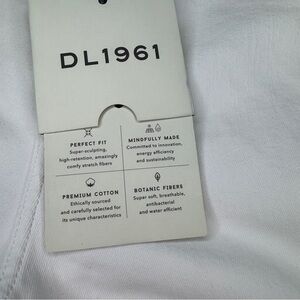 DL1961
PERFECT FIT
Super-sculpting,
high-retention, amazingly
comfy stretch fibers
MINDFULLY MADE
Committed to innovation,
energy efficiency
and sustainability
PREMIUM COTTON
Ethically sourced
and carefully selected for
its unique characteristics
BOTANIC FIBERS
Super soft, breathable,
antibacterial
and water efficient